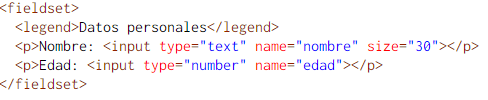 <fieldset>
  <legend>Datos personales</legend>
  <p>Nombre: <input type="text" name="nombre" size="30"></p>
  <p>Edad: <input type="number" name="edad"></p>
</fieldset>